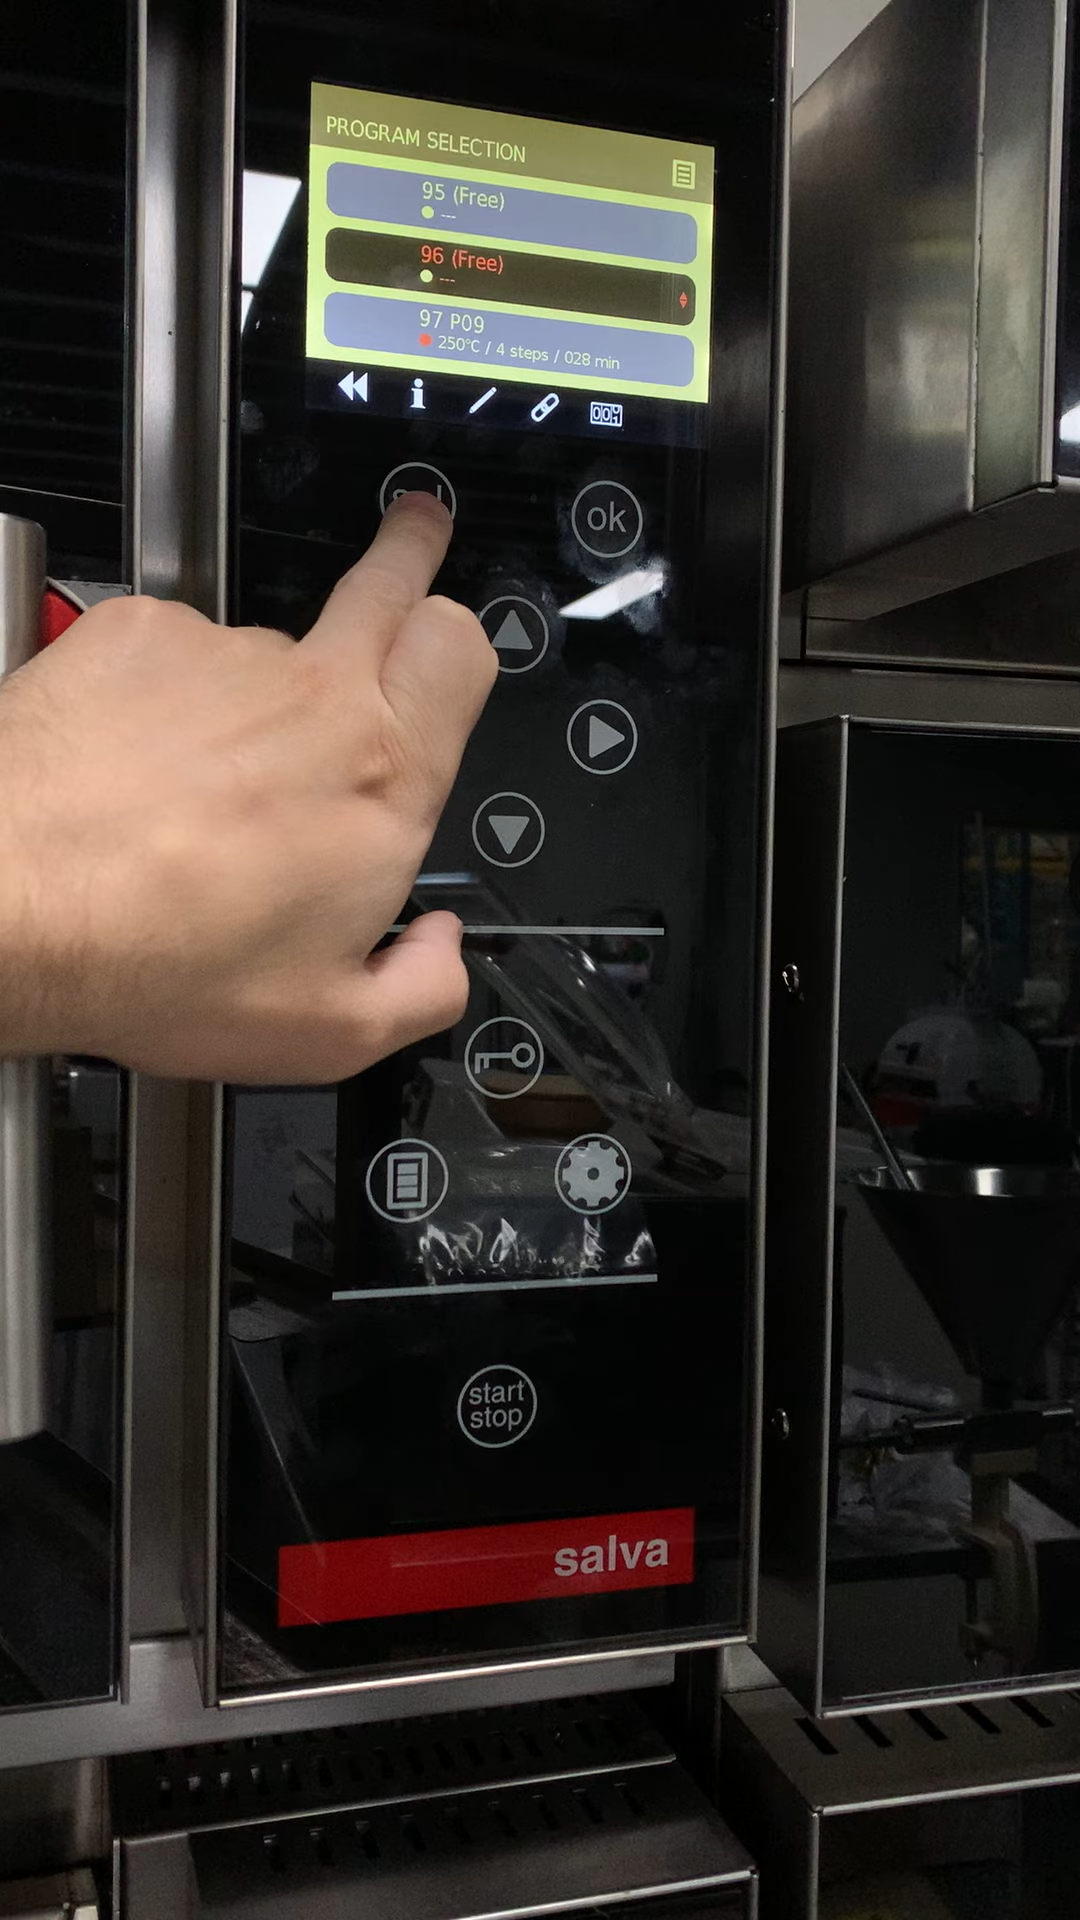 PROGRAM SELECTION
95 (Free)
---
96 (Free)
---
97 P09
250°C / 4 steps / 028 min
ok
start
stop
salva